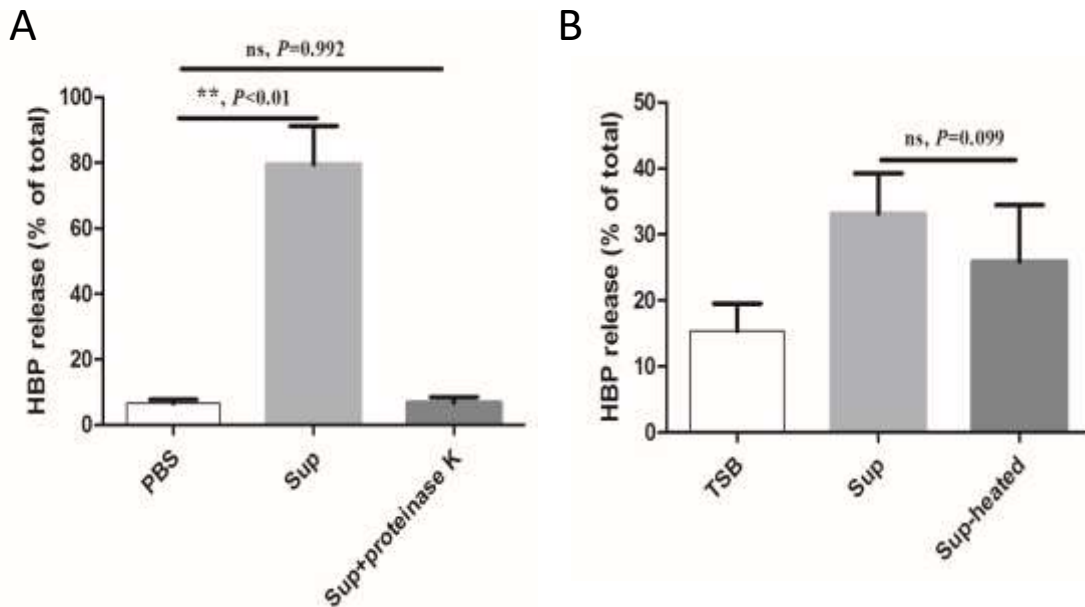 A
ns, P=0.992
**, P<0.01
HBP release (% of total)
100
80
60
40
20
0
PBS
Sup
Sup+proteinase K
B
ns, P=0.099
HBP release (% of total)
50
40
30
20
10
0
TSB
Sup
Sup-heated